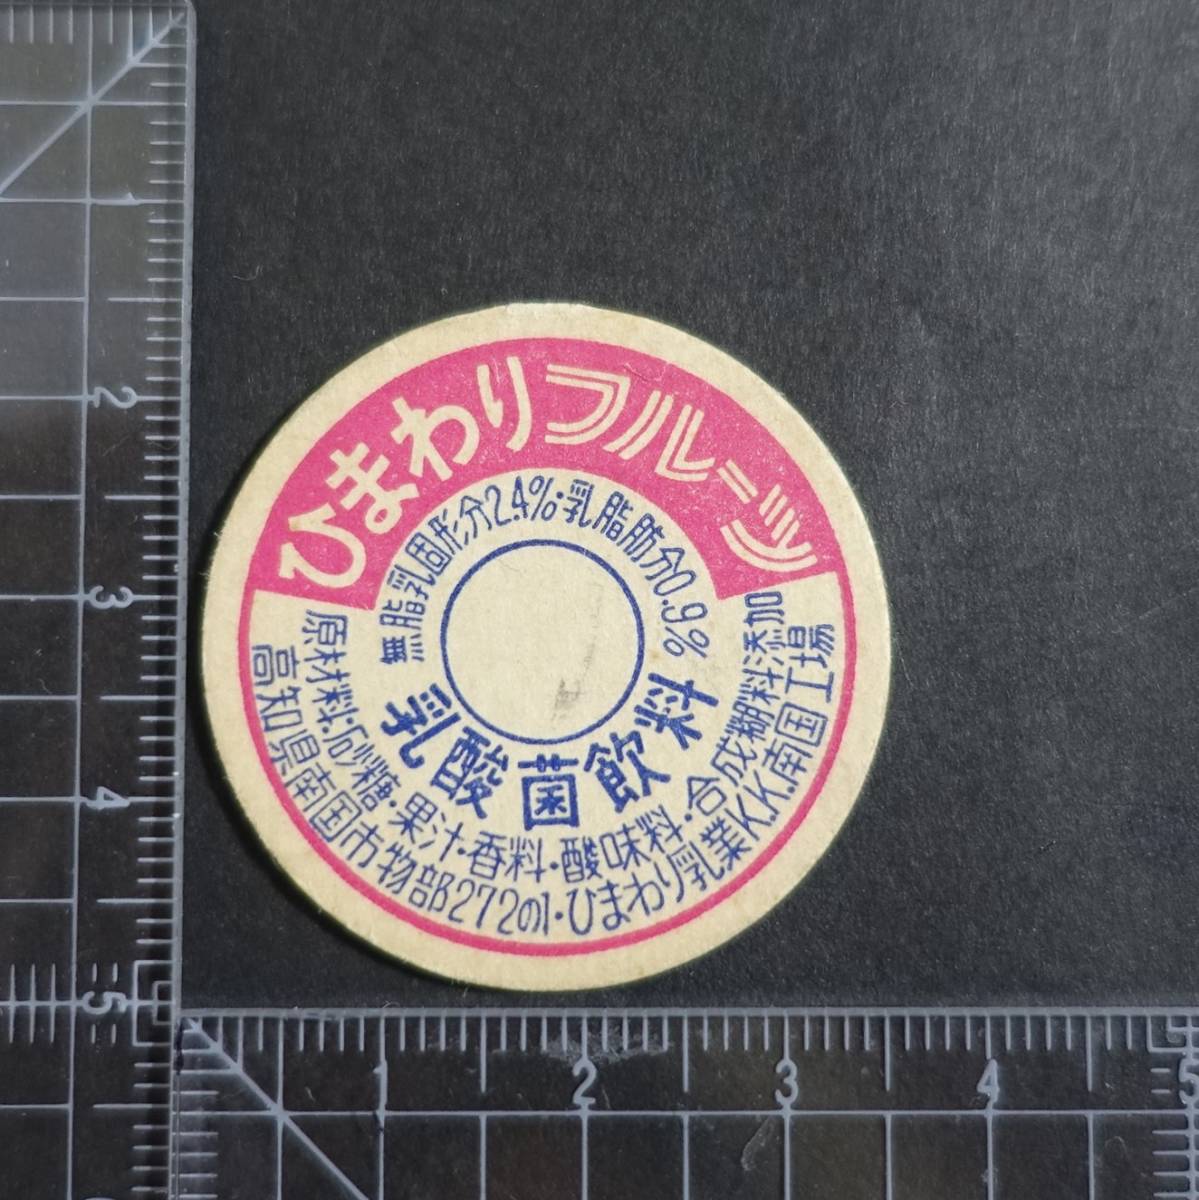 ひまわりフルーツ
無脂乳固形分2.4%・乳脂肪分0.9%
乳酸菌飲料
原材料・砂糖・果汁・香料・酸味料・合成糊料添加
高知県南国市物部272の1・ひまわり乳業K.K.南国工場
1
2
3
4
5
1
2
3
4
5